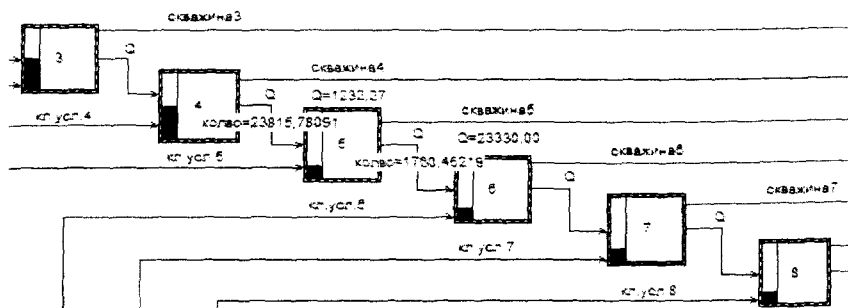 скважина3
3
Q
скважина4
Q=1232,27
кл.усл.4
4
Q
колво=23815,78091
скважина5
Q=23330,00
кл.усл.5
5
Q
колво=1780,46219
скважина6
кл.усл.6
6
Q
скважина7
кл.усл.7
7
Q
кл.усл.8
8